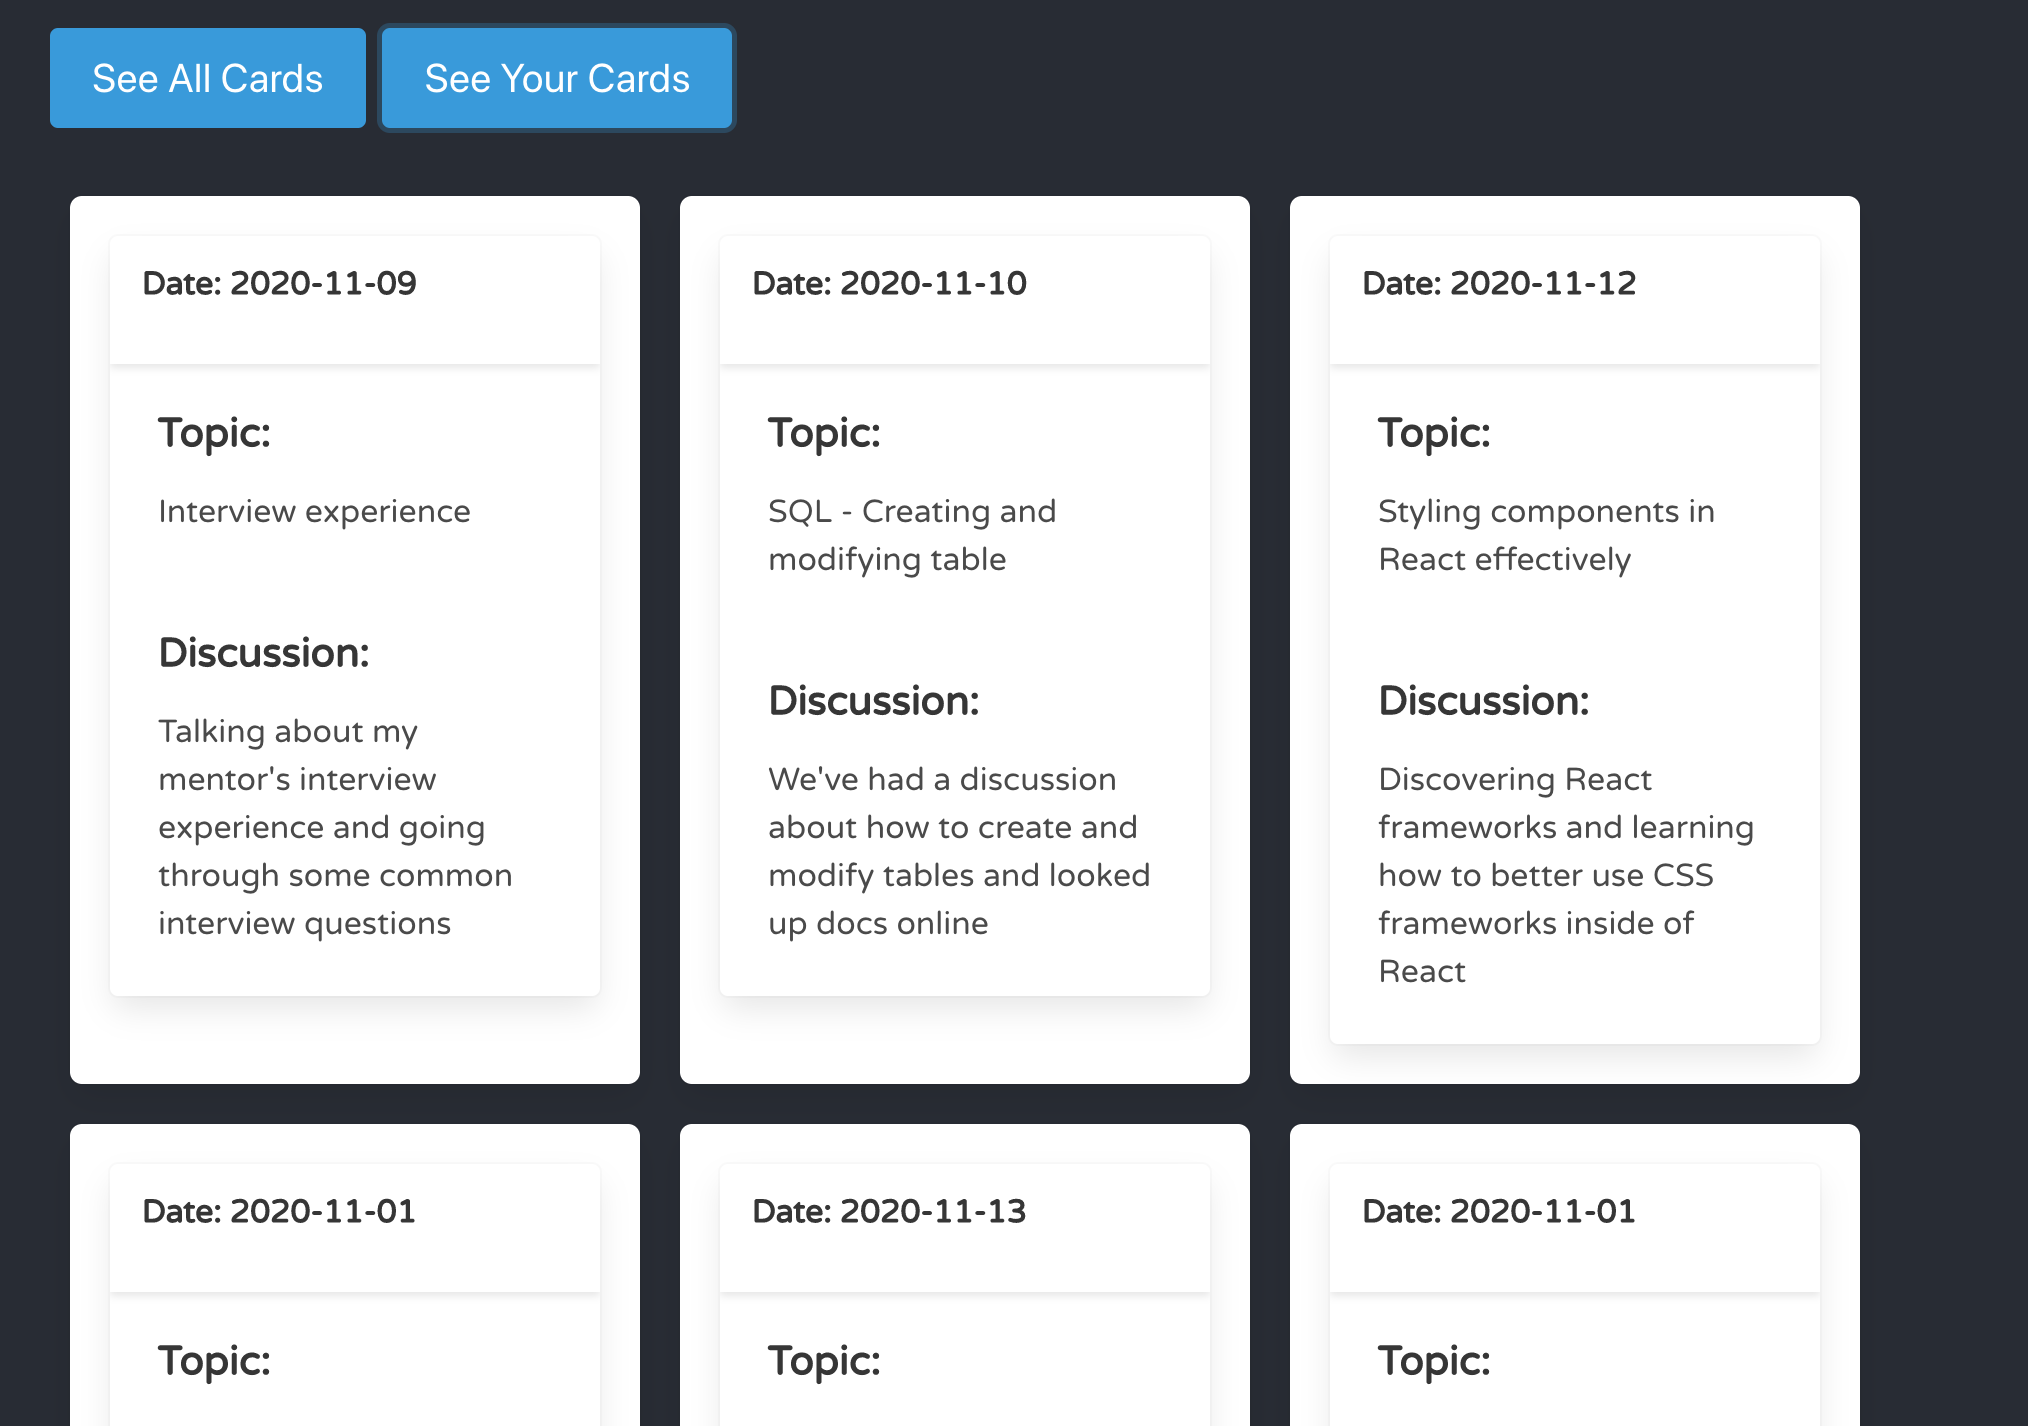 See All Cards
See Your Cards
Date: 2020-11-09
Topic:
Interview experience
Discussion:
Talking about my
mentor's interview
experience and going
through some common
interview questions
Date: 2020-11-10
Topic:
SQL - Creating and
modifying table
Discussion:
We've had a discussion
about how to create and
modify tables and looked
up docs online
Date: 2020-11-12
Topic:
Styling components in
React effectively
Discussion:
Discovering React
frameworks and learning
how to better use CSS
frameworks inside of
React
Date: 2020-11-01
Topic:
Date: 2020-11-13
Topic:
Date: 2020-11-01
Topic: